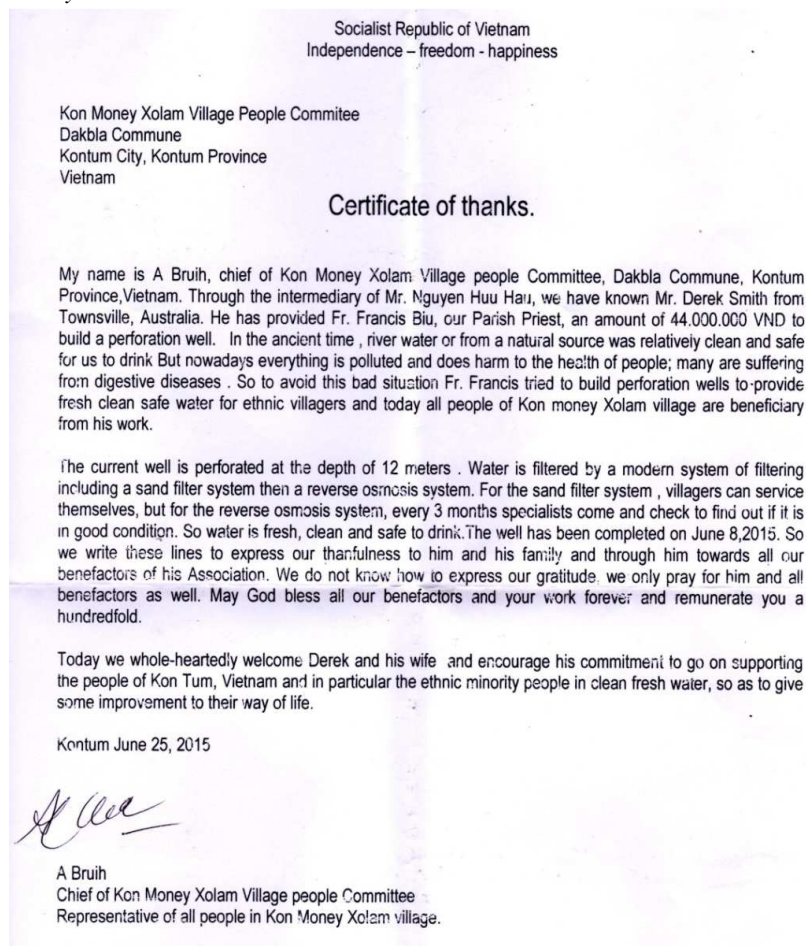 Socialist Republic of Vietnam
Independence – freedom - happiness
Kon Money Xolam Village People Commitee
Dakbla Commune
Kontum City, Kontum Province
Vietnam
Certificate of thanks.
My name is A Bruih, chief of Kon Money Xolam Village people Committee, Dakbla Commune, Kontum
Province,Vietnam. Through the intermediary of Mr. Nguyen Huu Hau, we have known Mr. Derek Smith from
Townsville, Australia. He has provided Fr. Francis Biu, our Parish Priest, an amount of 44.000.000 VND to
build a perforation well. In the ancient time , river water or from a natural source was relatively clean and safe
for us to drink But nowadays everything is polluted and does harm to the health of people; many are suffering
from digestive diseases . So to avoid this bad situation Fr. Francis tried to build perforation wells to provide
fresh clean safe water for ethnic villagers and today all people of Kon money Xolam village are beneficiary
from his work.
The current well is perforated at the depth of 12 meters . Water is filtered by a modern system of filtering
including a sand filter system then a reverse osmosis system. For the sand filter system , villagers can service
themselves, but for the reverse osmosis system, every 3 months specialists come and check to find out if it is
in good condition. So water is fresh, clean and safe to drink.The well has been completed on June 8,2015. So
we write these lines to express our thanfulness to him and his family and through him towards all our
benefactors of his Association. We do not know how to express our gratitude, we only pray for him and all
benefactors as well. May God bless all our benefactors and your work forever and remunerate you a
hundredfold.
Today we whole-heartedly welcome Derek and his wife and encourage his commitment to go on supporting
the people of Kon Tum, Vietnam and in particular the ethnic minority people in clean fresh water, so as to give
some improvement to their way of life.
Kontum June 25, 2015
A Bruih
Chief of Kon Money Xolam Village people Committee
Representative of all people in Kon Money Xolam village.